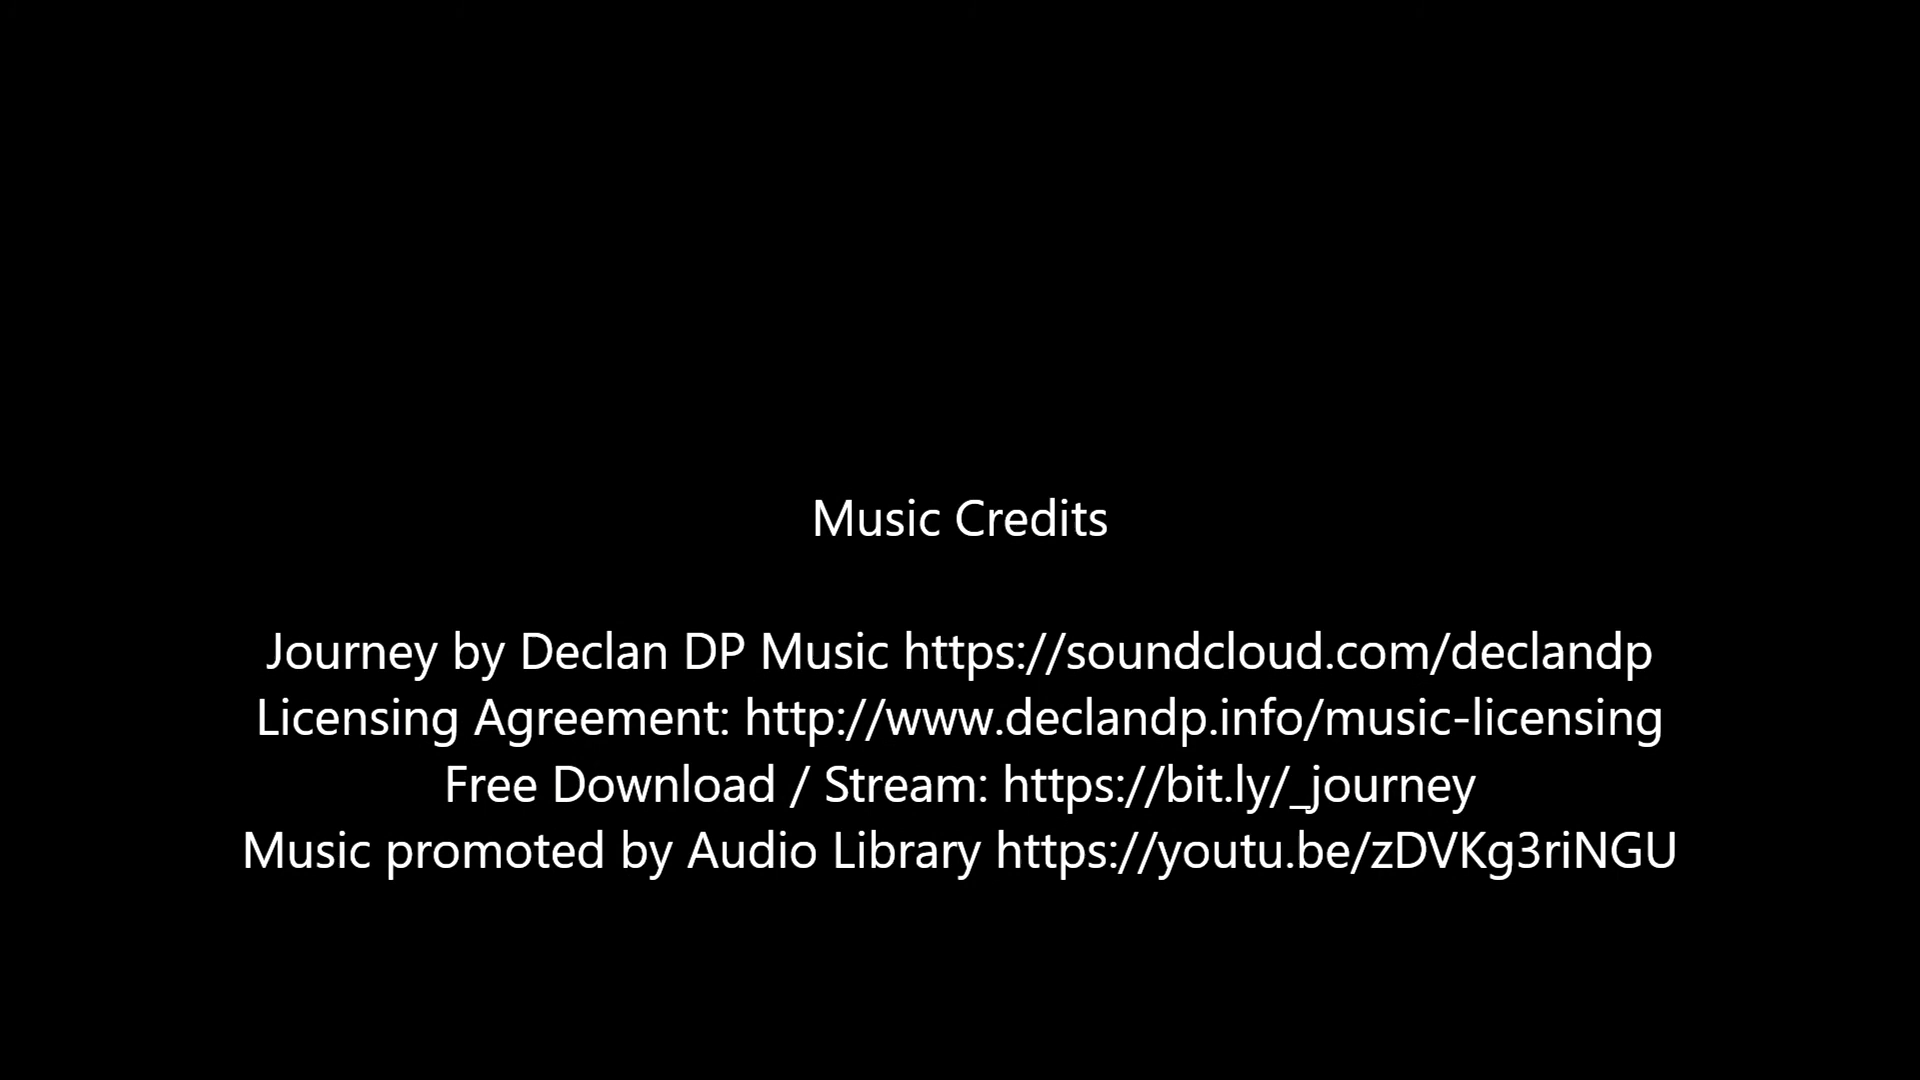 Music Credits
Journey by Declan DP Music https://soundcloud.com/declandp
Licensing Agreement: http://www.declandp.info/music-licensing
Free Download / Stream: https://bit.ly/_journey
Music promoted by Audio Library https://youtu.be/zDVKg3riNGU